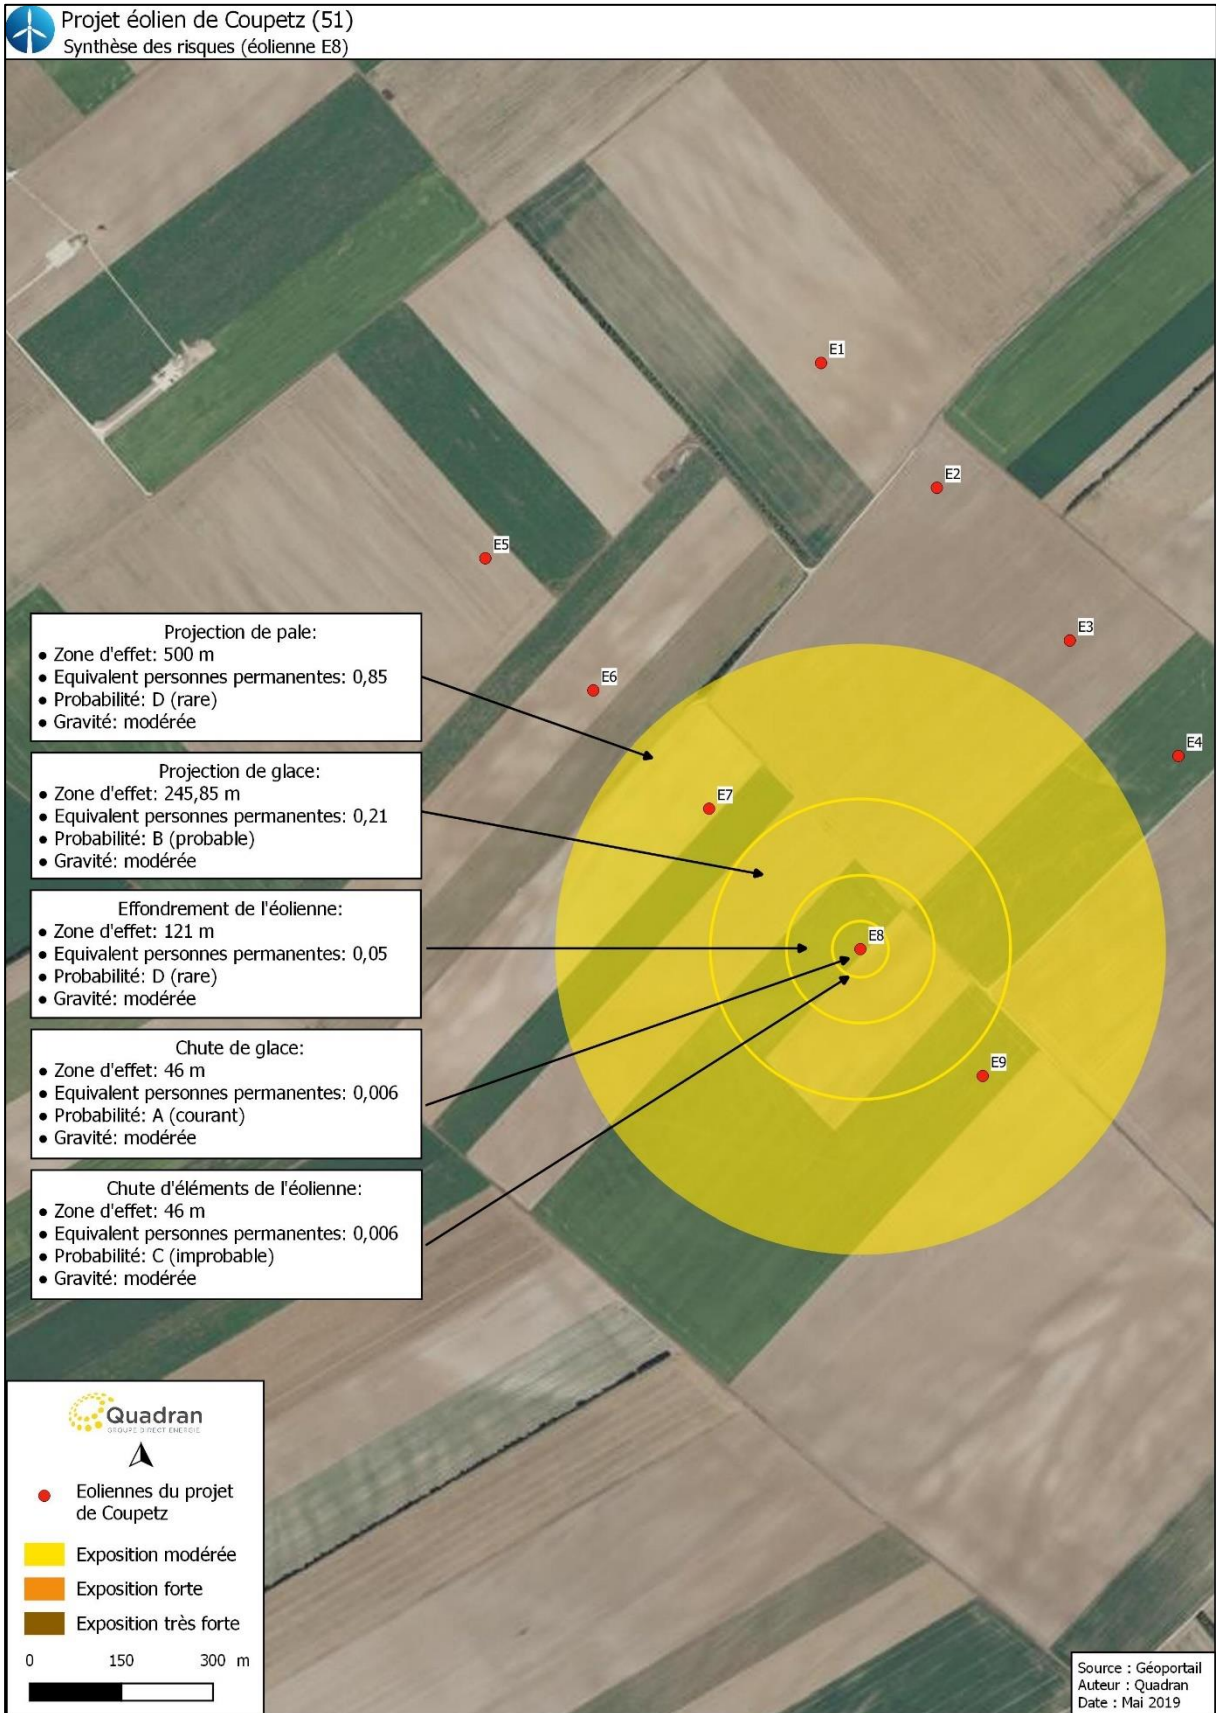 Projet éolien de Coupetz (51)
Synthèse des risques (éolienne E8)
E1
E2
E5
E3
E6
E4
E7
E8
E9
Projection de pale:
• Zone d'effet: 500 m
• Equivalent personnes permanentes: 0,85
• Probabilité: D (rare)
• Gravité: modérée
Projection de glace:
• Zone d'effet: 245,85 m
• Equivalent personnes permanentes: 0,21
• Probabilité: B (probable)
• Gravité: modérée
Effondrement de l'éolienne:
• Zone d'effet: 121 m
• Equivalent personnes permanentes: 0,05
• Probabilité: D (rare)
• Gravité: modérée
Chute de glace:
• Zone d'effet: 46 m
• Equivalent personnes permanentes: 0,006
• Probabilité: A (courant)
• Gravité: modérée
Chute d'éléments de l'éolienne:
• Zone d'effet: 46 m
• Equivalent personnes permanentes: 0,006
• Probabilité: C (improbable)
• Gravité: modérée
Quadran
GROUPE DIRECT ENERGIE
Eoliennes du projet
de Coupetz
Exposition modérée
Exposition forte
Exposition très forte
0 150 300 m
Source : Géoportail
Auteur : Quadran
Date : Mai 2019